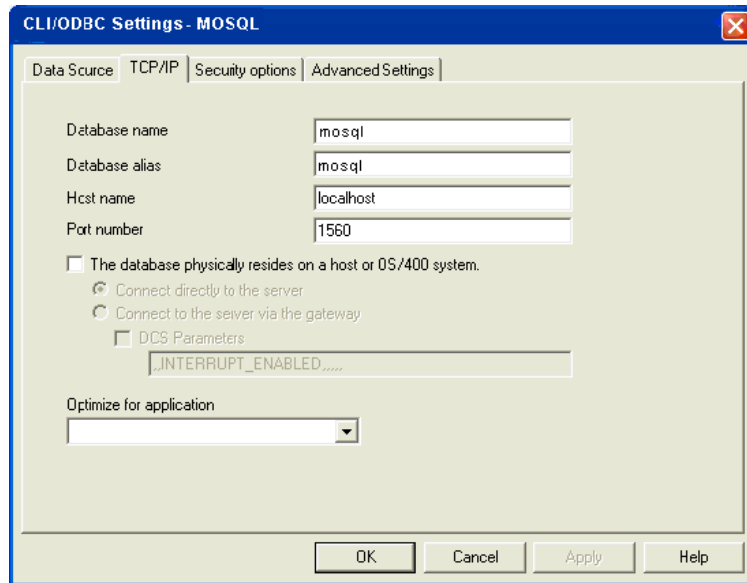 CLI/ODBC Settings - MOSQL
Data Source TCP/IP Security options Advanced Settings
Database name mosql
Database alias mosql
Host name localhost
Port number 1560
The database physically resides on a host or OS/400 system.
Connect directly to the server
Connect to the server via the gateway
DCS Parameters
,,INTERRUPT_ENABLED,,,,,
Optimize for application
OK Cancel Apply Help